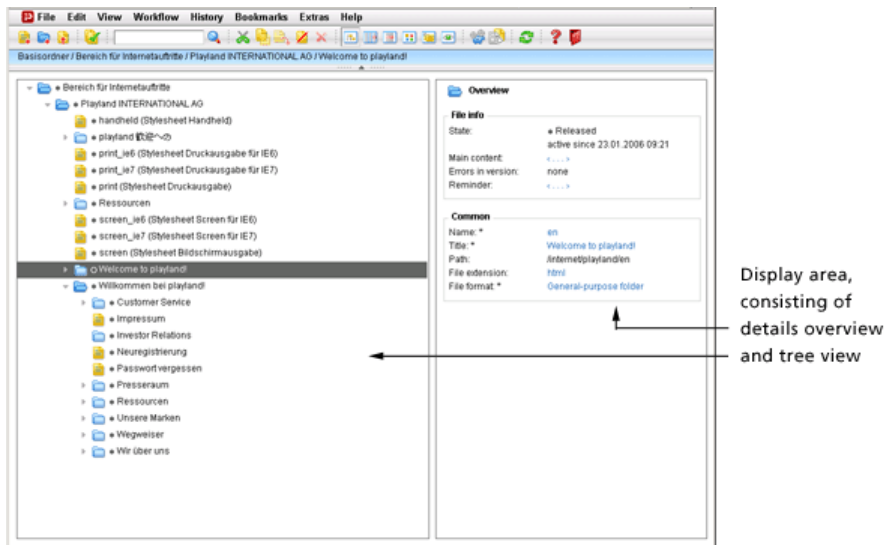 File Edit View Workflow History Bookmarks Extras Help
Basisordner / Bereich für Internetauftritte / Playland INTERNATIONAL AG / Welcome to playland!
Bereich für Internetauftritte
Playland INTERNATIONAL AG
handheld (Stylesheet Handheld)
playland 歓迎への
print_ie6 (Stylesheet Druckausgabe für IE6)
print_ie7 (Stylesheet Druckausgabe für IE7)
print (Stylesheet Druckausgabe)
Ressourcen
screen_ie6 (Stylesheet Screen für IE6)
screen_ie7 (Stylesheet Screen für IE7)
screen (Stylesheet Bildschirmausgabe)
Welcome to playland!
Willkommen bei playland!
Customer Service
Impressum
Investor Relations
Neuregistrierung
Passwort vergessen
Presseraum
Ressourcen
Unsere Marken
Wegweiser
Wir über uns
Overview
File info
State: Released
active since 23.01.2006 09:21
Main content: <...>
Errors in version: none
Reminder: <...>
Common
Name: * en
Title: * Welcome to playland!
Path: /internet/playland/en
File extension: html
File format: * General-purpose folder
Display area,
consisting of
details overview
and tree view